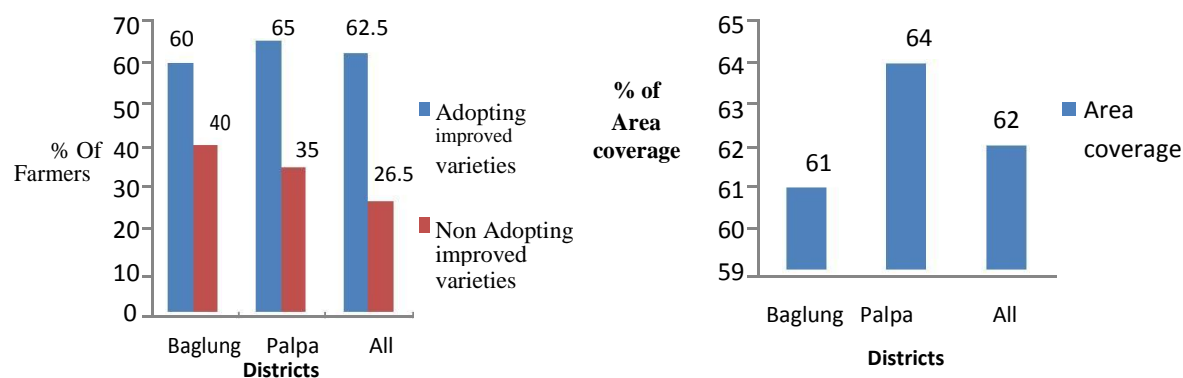 70
60
50
40
30
20
10
0
% Of
Farmers
60
40
65
35
62.5
26.5
Baglung
Palpa
All
Districts
Adopting
improved
varieties
Non Adopting
improved
varieties
65
64
63
62
61
60
59
% of
Area
coverage
61
64
62
Baglung
Palpa
All
Districts
Area
coverage